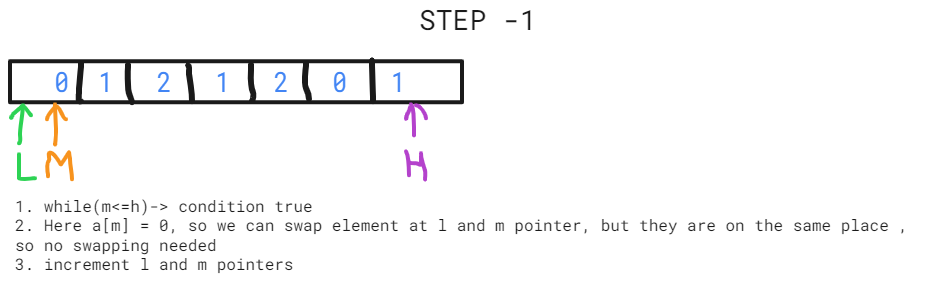 STEP -1
0 1 2 1 2 0 1
L M H
1. while(m<=h)-> condition true
2. Here a[m] = 0, so we can swap element at l and m pointer, but they are on the same place ,
so no swapping needed
3. increment l and m pointers